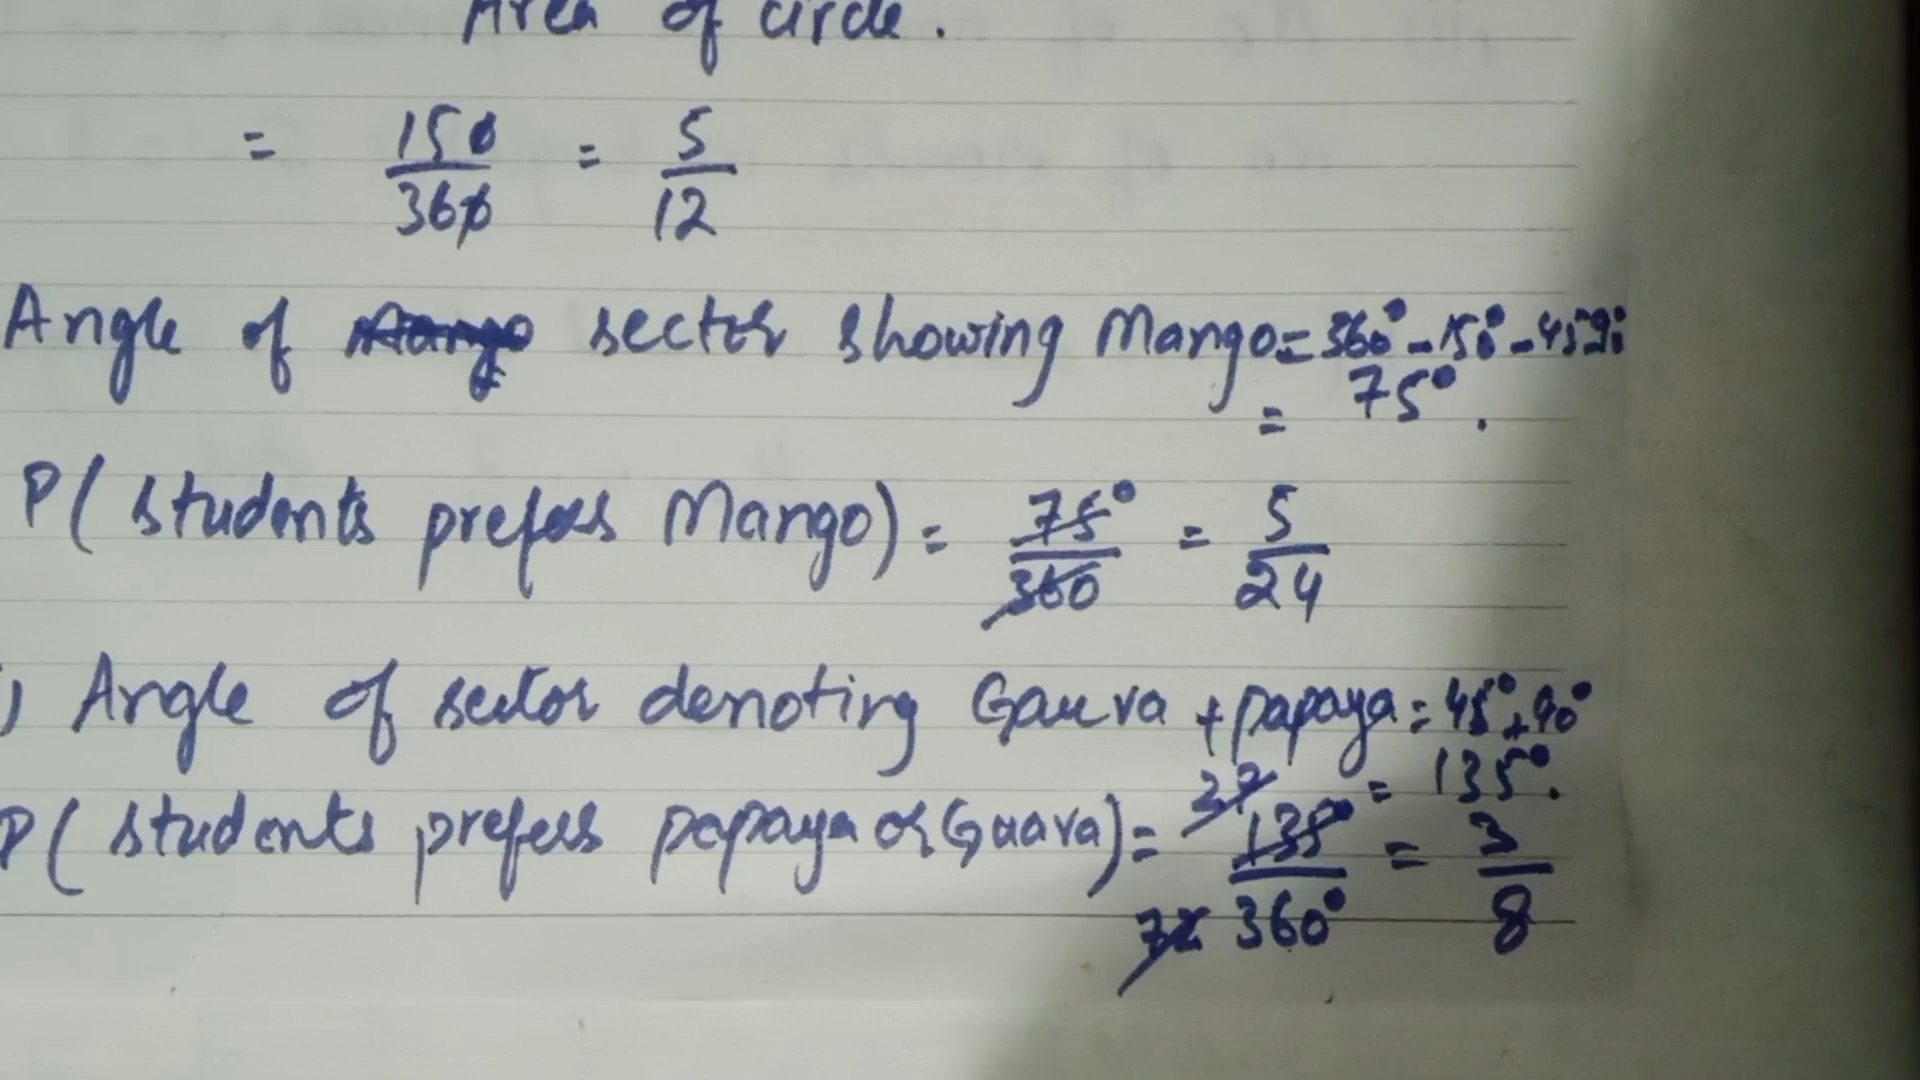 Area of circle.
= 150/360 = 5/12
Angle of sector showing Mango = 360° - 150° - 45° - 90°
= 75°.
P( students prefers Mango) = 75°/360 = 5/24
) Angle of sector denoting Gauva + papaya = 45° + 90°
= 135°.
P( students prefers papaya or Guava) = 135°/360° = 3/8